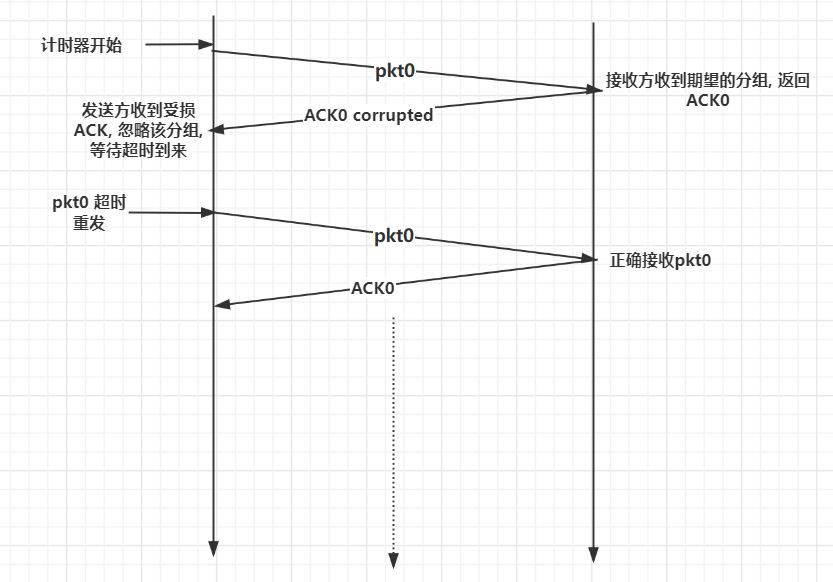 计时器开始
pkt0
接收方收到期望的分组, 返回
ACK0
发送方收到受损
ACK, 忽略该分组,
等待超时到来
ACK0 corrupted
pkt0 超时
重发
pkt0
正确接收pkt0
ACK0